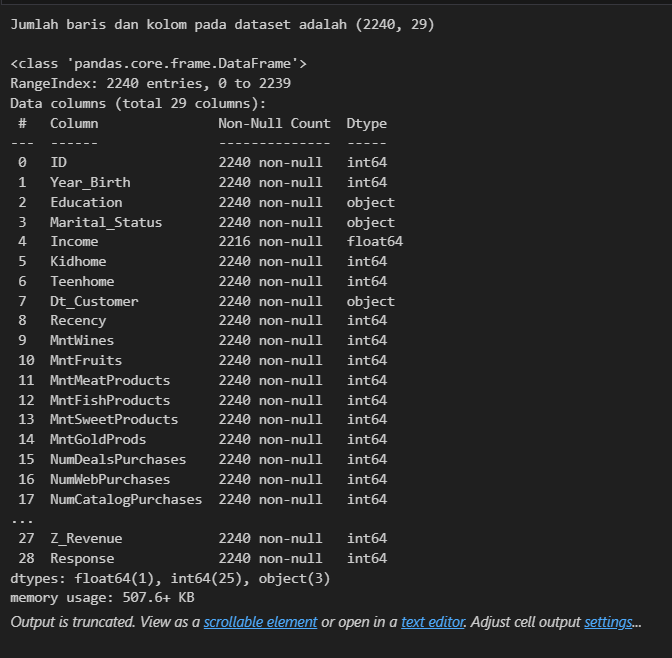 Jumlah baris dan kolom pada dataset adalah (2240, 29)
<class 'pandas.core.frame.DataFrame'>
RangeIndex: 2240 entries, 0 to 2239
Data columns (total 29 columns):
 #   Column               Non-Null Count  Dtype
---  ------               --------------  -----
 0   ID                   2240 non-null   int64
 1   Year_Birth           2240 non-null   int64
 2   Education            2240 non-null   object
 3   Marital_Status       2240 non-null   object
 4   Income               2216 non-null   float64
 5   Kidhome              2240 non-null   int64
 6   Teenhome             2240 non-null   int64
 7   Dt_Customer          2240 non-null   object
 8   Recency              2240 non-null   int64
 9   MntWines             2240 non-null   int64
 10  MntFruits            2240 non-null   int64
 11  MntMeatProducts      2240 non-null   int64
 12  MntFishProducts      2240 non-null   int64
 13  MntSweetProducts     2240 non-null   int64
 14  MntGoldProds         2240 non-null   int64
 15  NumDealsPurchases    2240 non-null   int64
 16  NumWebPurchases      2240 non-null   int64
 17  NumCatalogPurchases  2240 non-null   int64
...
 27  Z_Revenue            2240 non-null   int64
 28  Response             2240 non-null   int64
dtypes: float64(1), int64(25), object(3)
memory usage: 507.6+ KB
Output is truncated. View as a scrollable element or open in a text editor. Adjust cell output settings...